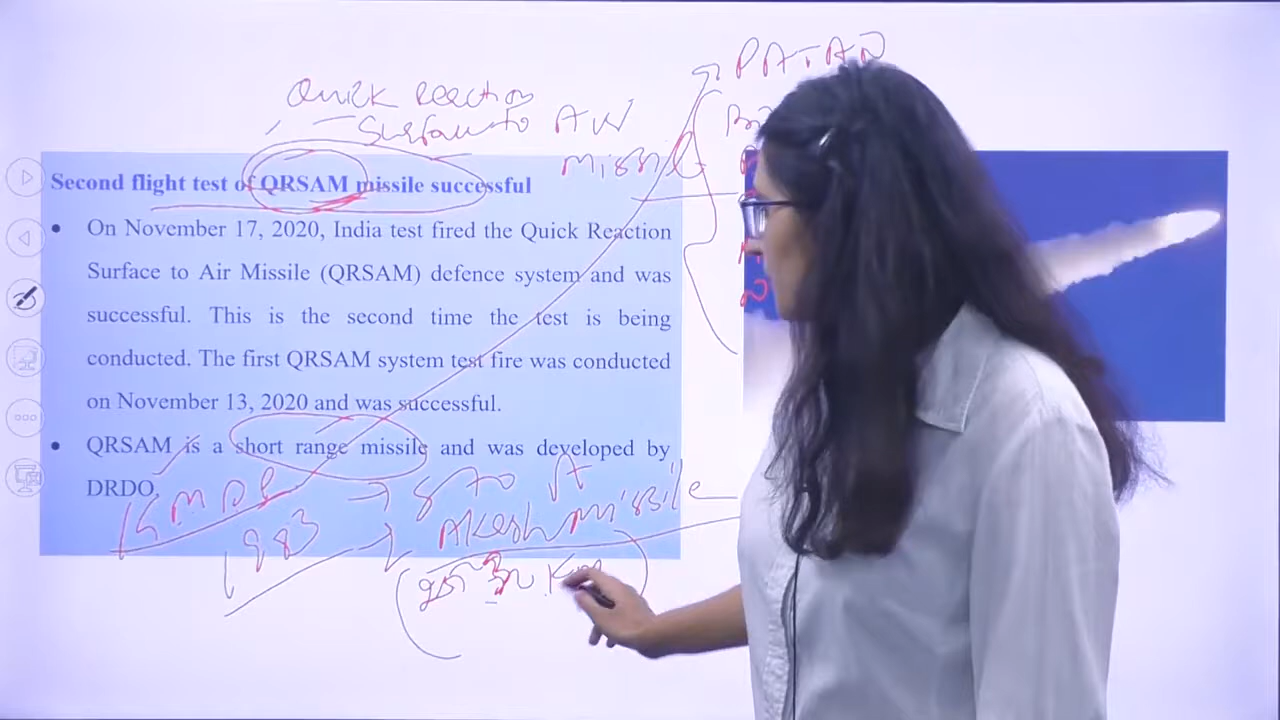 PATAN
Quick Reaction
Surface to Air
Missile
Second flight test of QRSAM missile successful
• On November 17, 2020, India test fired the Quick Reaction
Surface to Air Missile (QRSAM) defence system and was
successful. This is the second time the test is being
conducted. The first QRSAM system test fire was conducted
on November 13, 2020 and was successful.
• QRSAM is a short range missile and was developed by
DRDO.
IGMDP
1983
S to A
Akash missile
Km